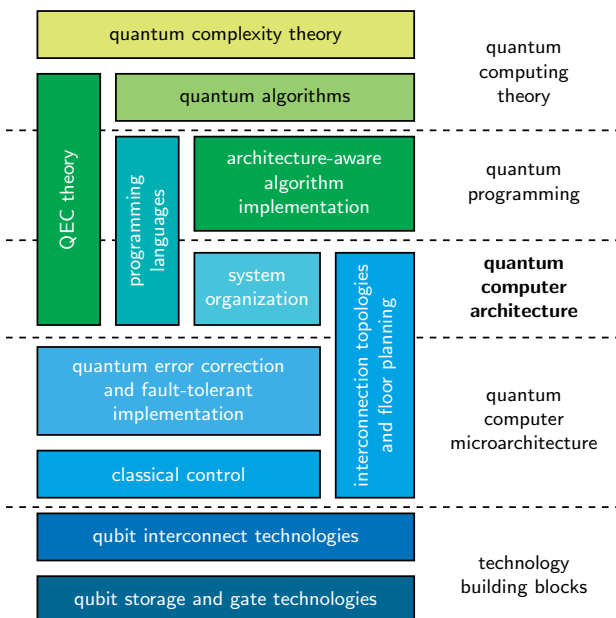 quantum complexity theory
quantum
computing
theory
quantum algorithms
QEC theory
programming
languages
architecture-aware
algorithm
implementation
quantum
programming
system
organization
interconnection topologies
and floor planning
quantum
computer
architecture
quantum error correction
and fault-tolerant
implementation
quantum
computer
microarchitecture
classical control
qubit interconnect technologies
technology
building blocks
qubit storage and gate technologies